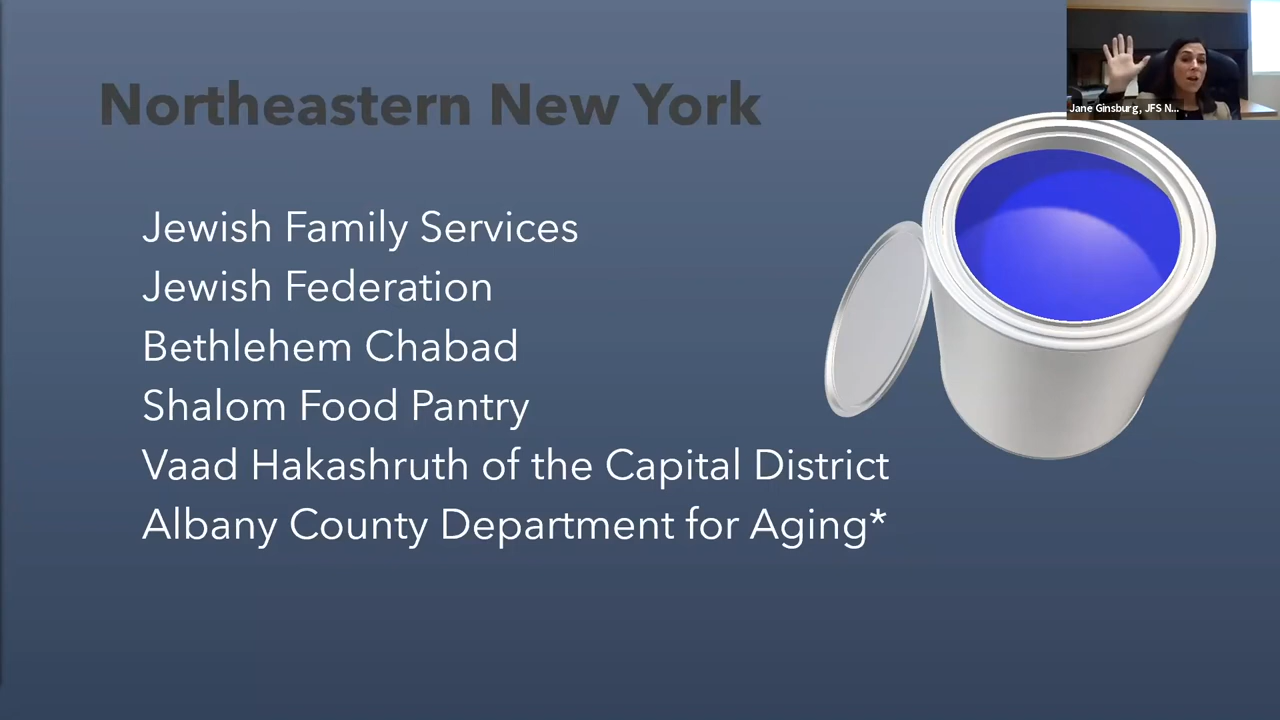 Northeastern New York
Jane Ginsburg, JFS N...
Jewish Family Services
Jewish Federation
Bethlehem Chabad
Shalom Food Pantry
Vaad Hakashruth of the Capital District
Albany County Department for Aging*